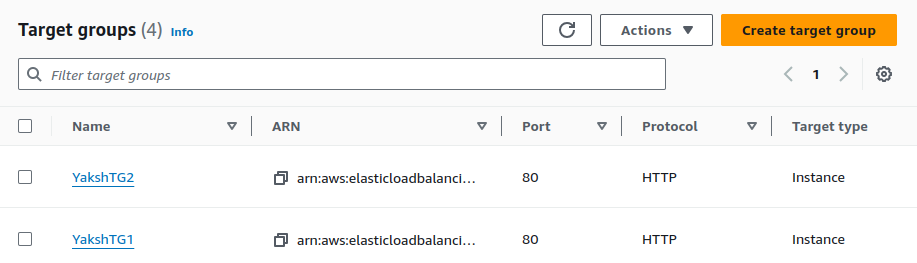 Target groups (4) Info
Actions
Create target group
Filter target groups
1
Name ARN Port Protocol Target type
YakshTG2 arn:aws:elasticloadbalanci… 80 HTTP Instance
YakshTG1 arn:aws:elasticloadbalanci… 80 HTTP Instance